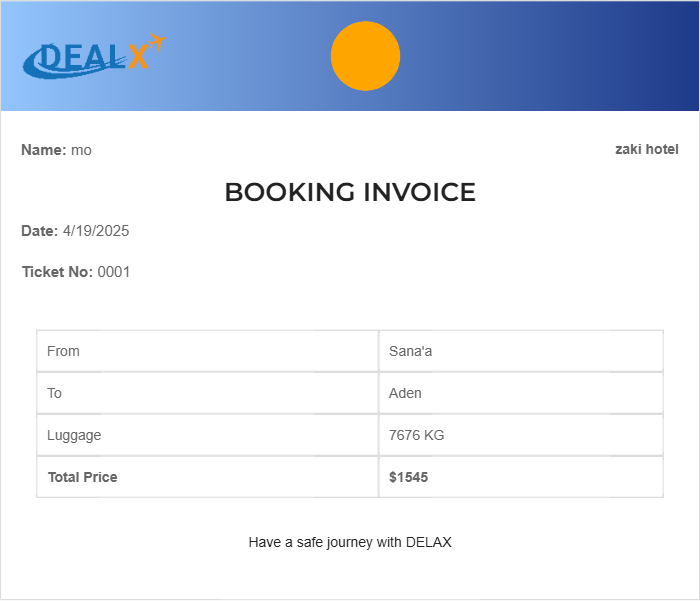 DEALX
Name: mo
zaki hotel
BOOKING INVOICE
Date: 4/19/2025
Ticket No: 0001
From Sana'a
To Aden
Luggage 7676 KG
Total Price $1545
Have a safe journey with DELAX